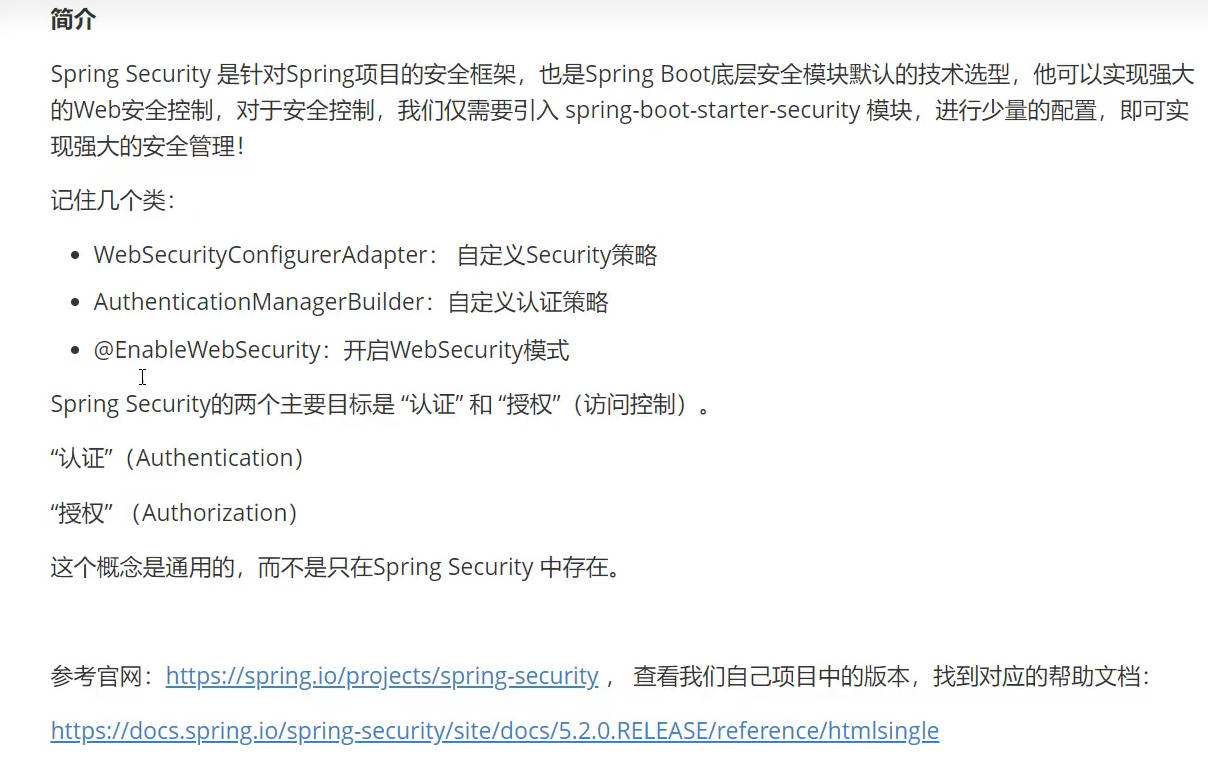 简介
Spring Security 是针对Spring项目的安全框架，也是Spring Boot底层安全模块默认的技术选型，他可以实现强大
的Web安全控制，对于安全控制，我们仅需要引入 spring-boot-starter-security 模块，进行少量的配置，即可实
现强大的安全管理！
记住几个类：
• WebSecurityConfigurerAdapter： 自定义Security策略
• AuthenticationManagerBuilder：自定义认证策略
• @EnableWebSecurity：开启WebSecurity模式
Spring Security的两个主要目标是 “认证” 和 “授权”（访问控制）。
“认证”（Authentication）
“授权” （Authorization）
这个概念是通用的，而不是只在Spring Security 中存在。
参考官网：https://spring.io/projects/spring-security ， 查看我们自己项目中的版本，找到对应的帮助文档：
https://docs.spring.io/spring-security/site/docs/5.2.0.RELEASE/reference/htmlsingle